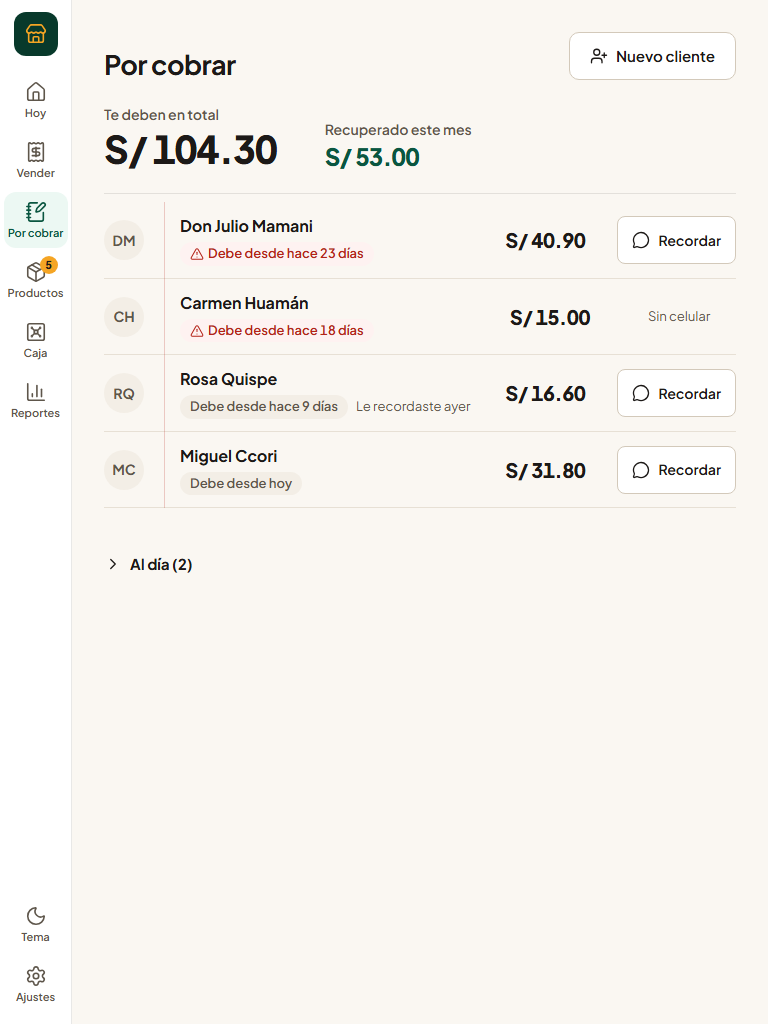 Por cobrar
Nuevo cliente
Te deben en total
S/ 104.30
Recuperado este mes
S/ 53.00
DM
Don Julio Mamani
Debe desde hace 23 días
S/ 40.90
Recordar
CH
Carmen Huamán
Debe desde hace 18 días
S/ 15.00
Sin celular
RQ
Rosa Quispe
Debe desde hace 9 días
Le recordaste ayer
S/ 16.60
Recordar
MC
Miguel Ccori
Debe desde hoy
S/ 31.80
Recordar
Al día (2)
Hoy
Vender
Por cobrar
5
Productos
Caja
Reportes
Tema
Ajustes